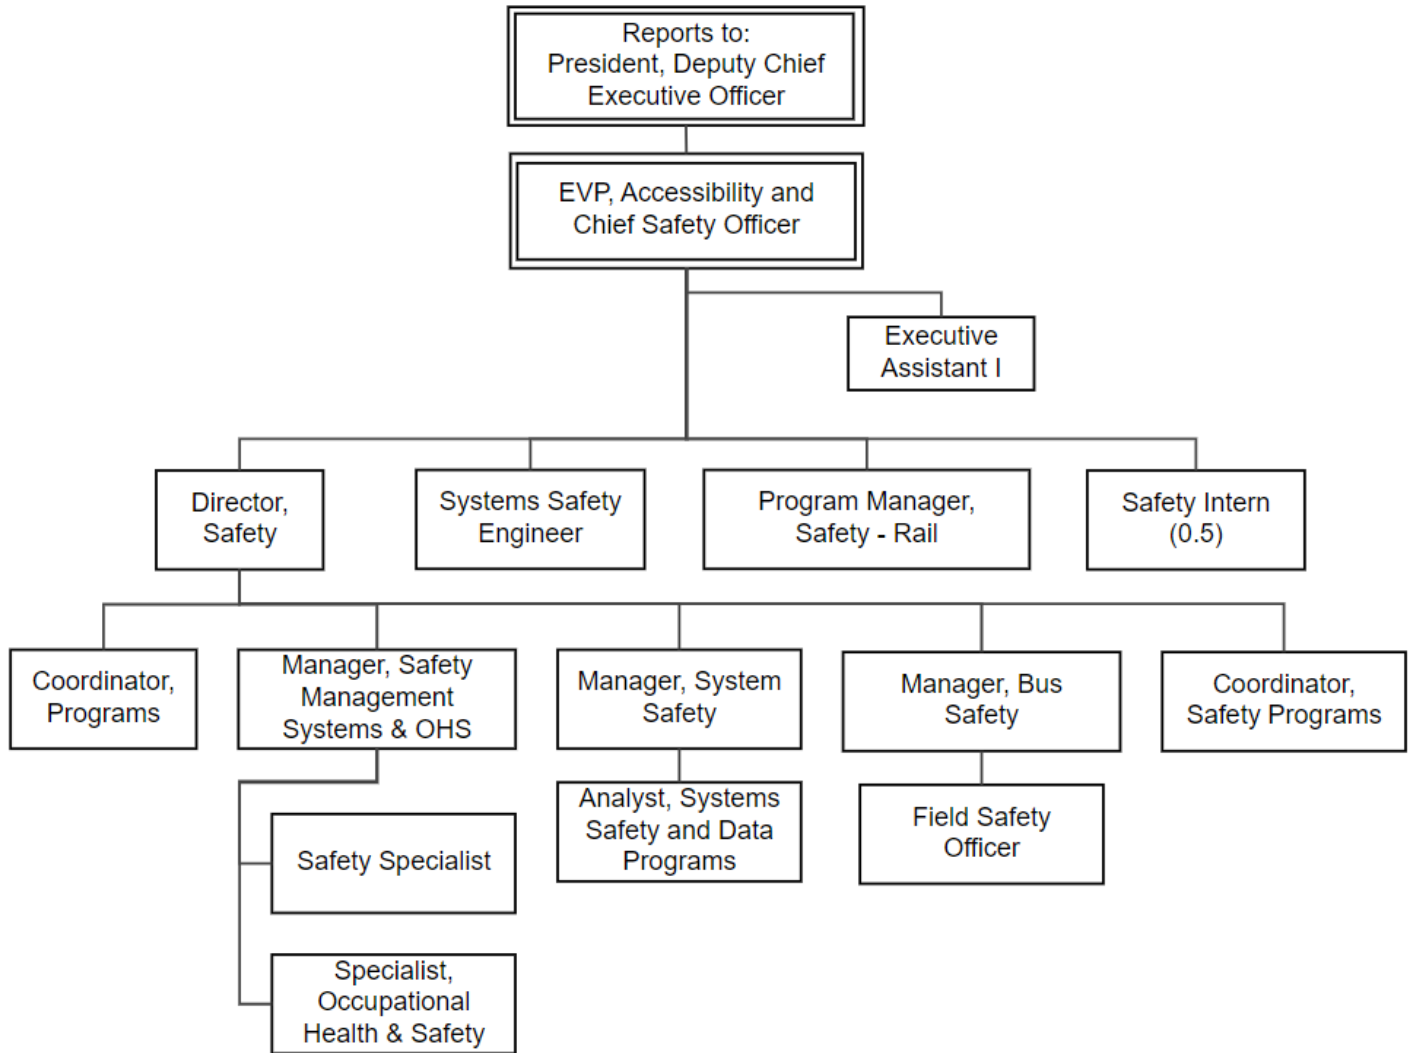 Reports to:
President, Deputy Chief
Executive Officer
EVP, Accessibility and
Chief Safety Officer
Executive
Assistant I
Director,
Safety
Systems Safety
Engineer
Program Manager,
Safety - Rail
Safety Intern
(0.5)
Coordinator,
Programs
Manager, Safety
Management
Systems & OHS
Manager, System
Safety
Manager, Bus
Safety
Coordinator,
Safety Programs
Safety Specialist
Specialist,
Occupational
Health & Safety
Analyst, Systems
Safety and Data
Programs
Field Safety
Officer